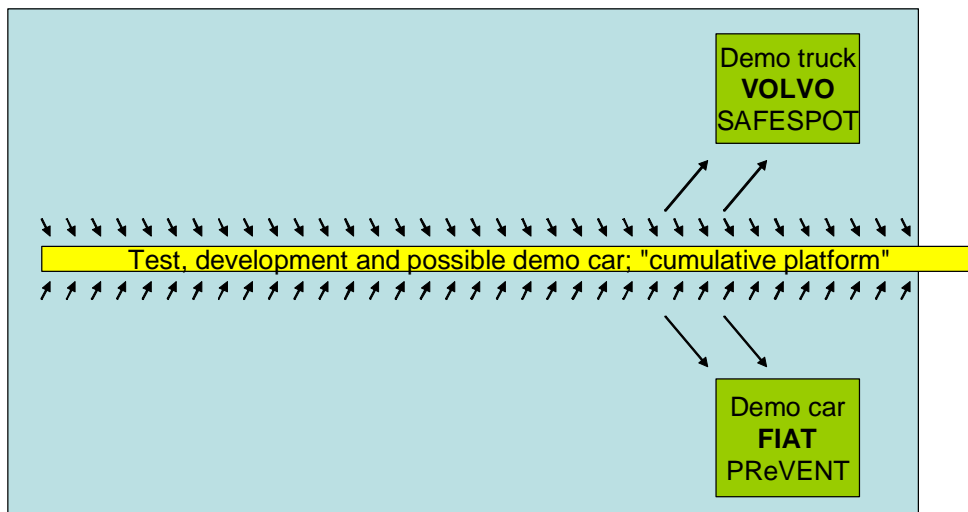 Demo truck
VOLVO
SAFESPOT
Test, development and possible demo car; "cumulative platform"
Demo car
FIAT
PReVENT